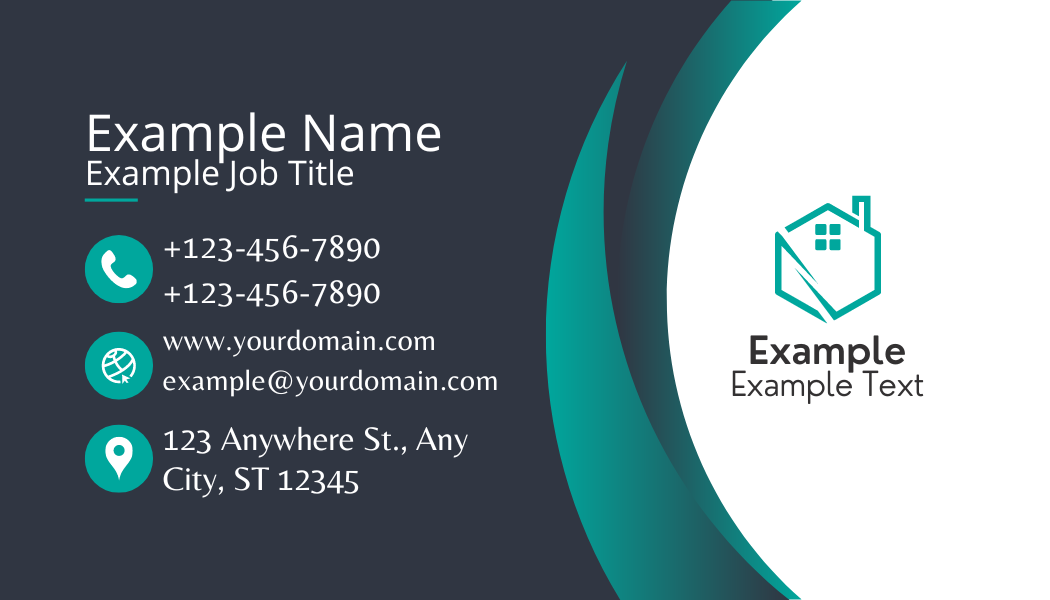 Example Name
Example Job Title
+123-456-7890
+123-456-7890
www.yourdomain.com
example@yourdomain.com
123 Anywhere St., Any
City, ST 12345
Example
Example Text